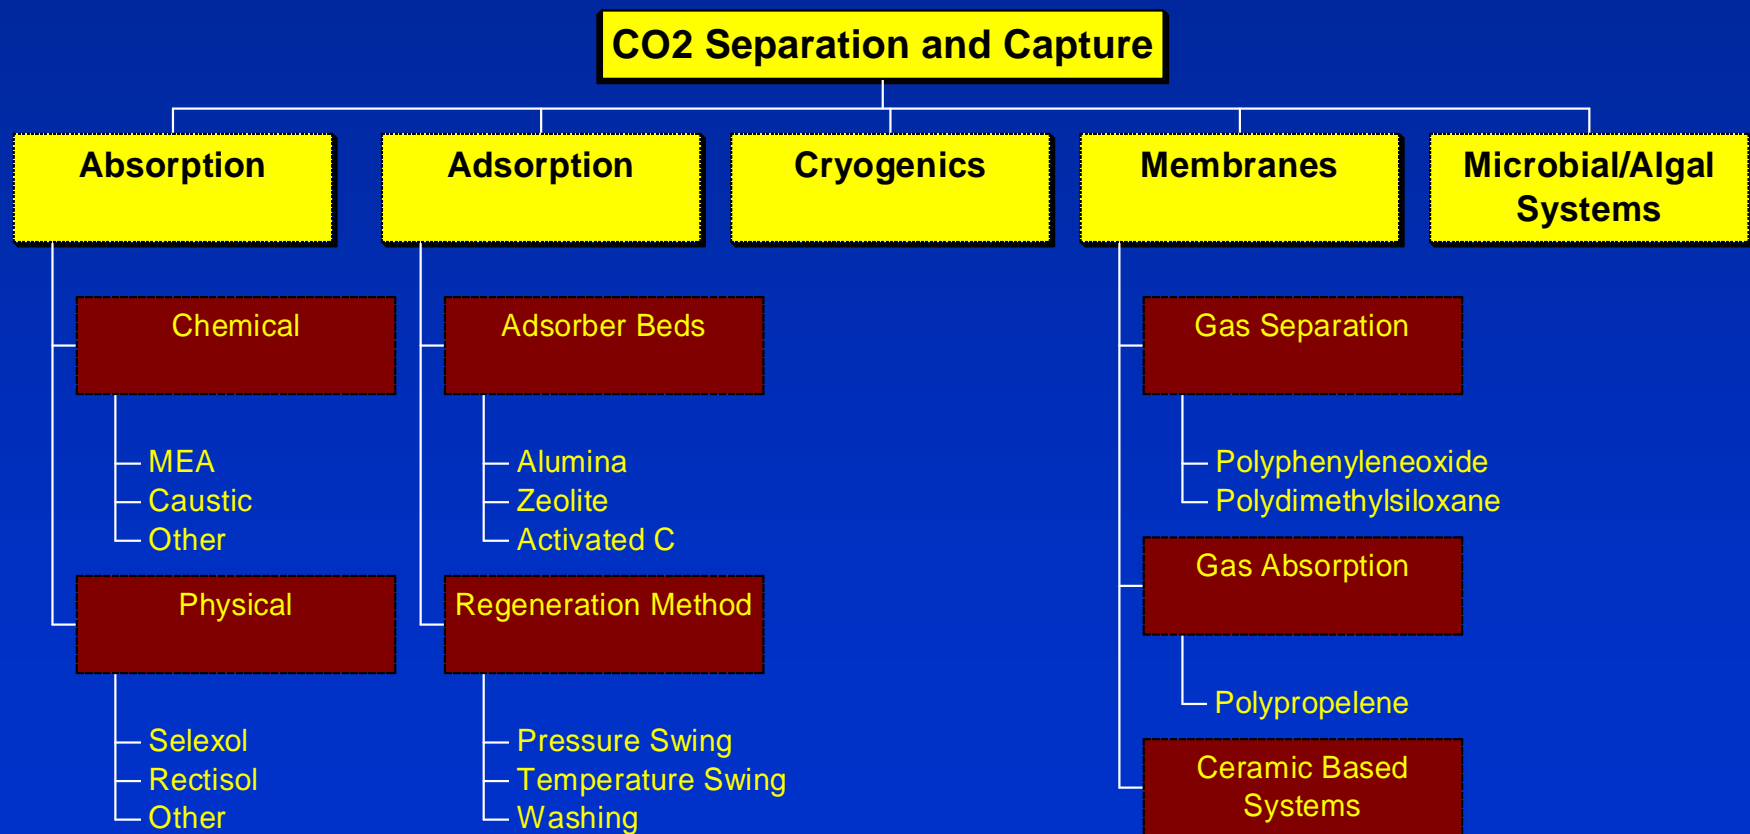 CO2 Separation and Capture
Absorption
Adsorption
Cryogenics
Membranes
Microbial/Algal
Systems
Chemical
MEA
Caustic
Other
Physical
Selexol
Rectisol
Other
Adsorber Beds
Alumina
Zeolite
Activated C
Regeneration Method
Pressure Swing
Temperature Swing
Washing
Gas Separation
Polyphenyleneoxide
Polydimethylsiloxane
Gas Absorption
Polypropelene
Ceramic Based
Systems